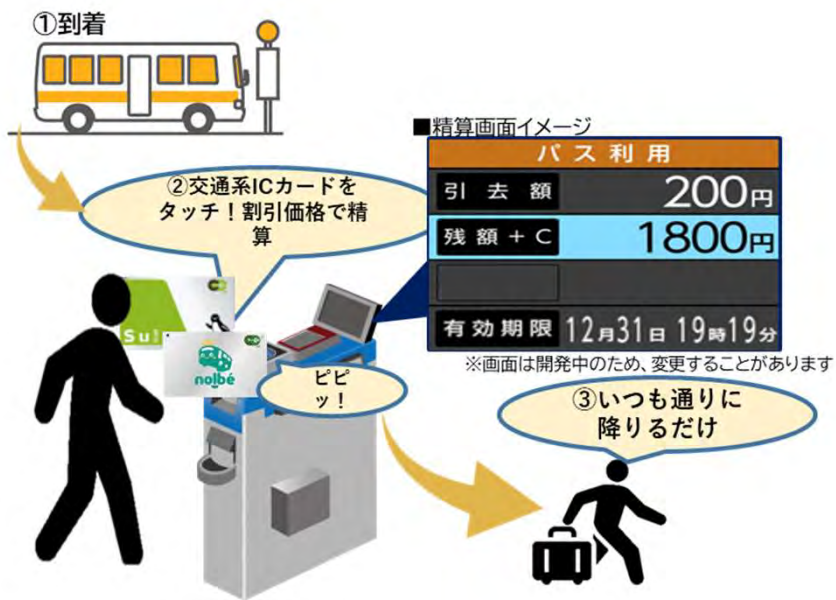 ①到着
②交通系ICカードを
タッチ！割引価格で精
算
■精算画面イメージ
パス利用
引去額 200円
残額＋C 1800円
有効期限 12月31日 19時19分
※画面は開発中のため、変更することがあります
Su
nolbé
ピピ
ッ！
③いつも通りに
降りるだけ